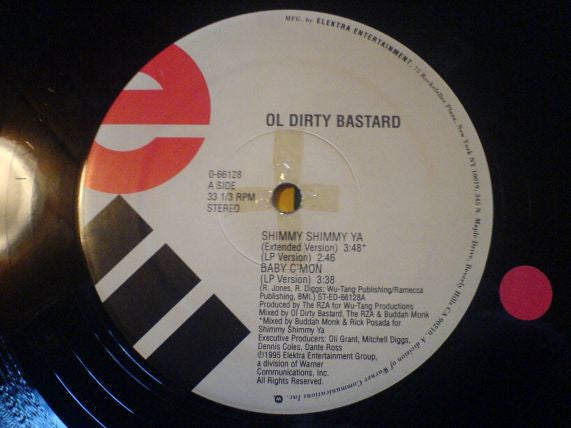 MFG. by ELEKTRA ENTERTAINMENT, 75 Rockefeller Plaza, New York NY 10019, 345 N. Maple Drive, Beverly Hills CA 90210. A division of Warner Communications Inc.
OL DIRTY BASTARD
0-66128
A SIDE
33 1/3 RPM
STEREO
SHIMMY SHIMMY YA
(Extended Version) 3:48*
(LP Version) 2:46
BABY C'MON
(LP Version) 3:38
(R. Jones, R. Diggs; Wu-Tang Publishing/Ramecca
Publishing, BMI.) ST-ED-66128A
Produced by The RZA for Wu-Tang Productions
Mixed by Ol Dirty Bastard, The RZA & Buddah Monk
*Mixed by Buddah Monk & Rick Posada for
Shimmy Shimmy Ya
Executive Producers: Oli Grant, Mitchell Diggs,
Dennis Coles, Dante Ross
℗1995 Elektra Entertainment Group,
a division of Warner
Communications, Inc.
All Rights Reserved.